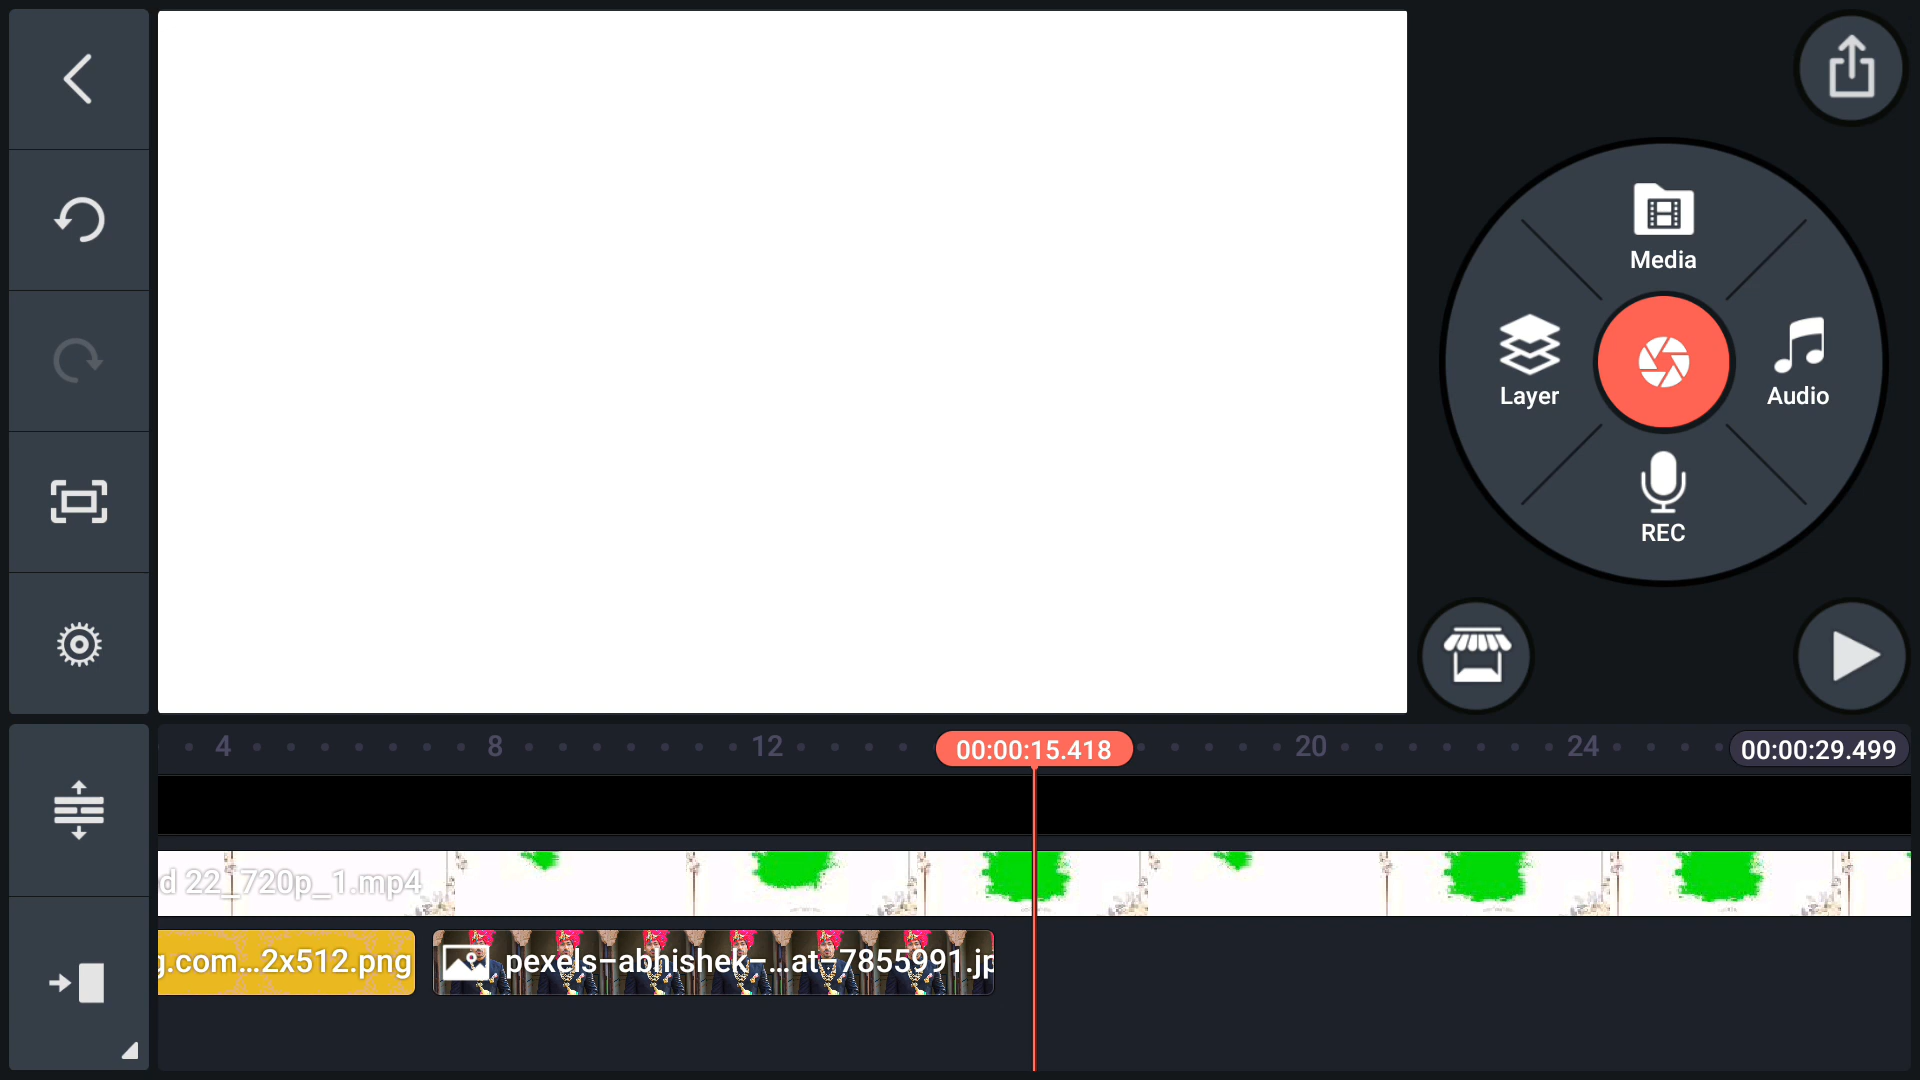 Media
Layer
Audio
REC
4
8
12
00:00:15.418
20
24
00:00:29.499
d 22_720p_1.mp4
g.com...2x512.png
pexels-abhishek-...at-7855991.jp